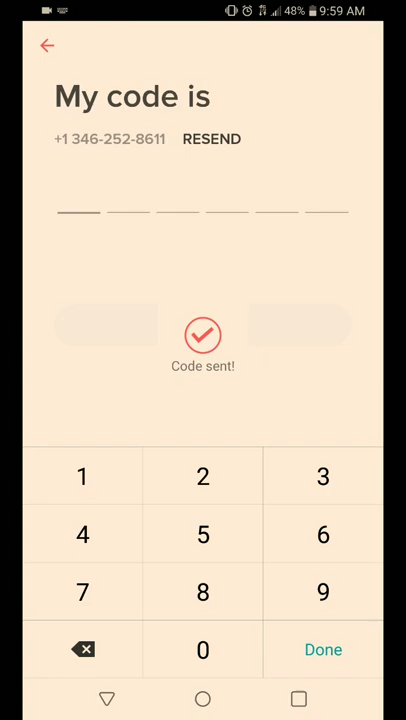 48% 9:59 AM
My code is
+1 346-252-8611 RESEND
Code sent!
1 2 3
4 5 6
7 8 9
0 Done